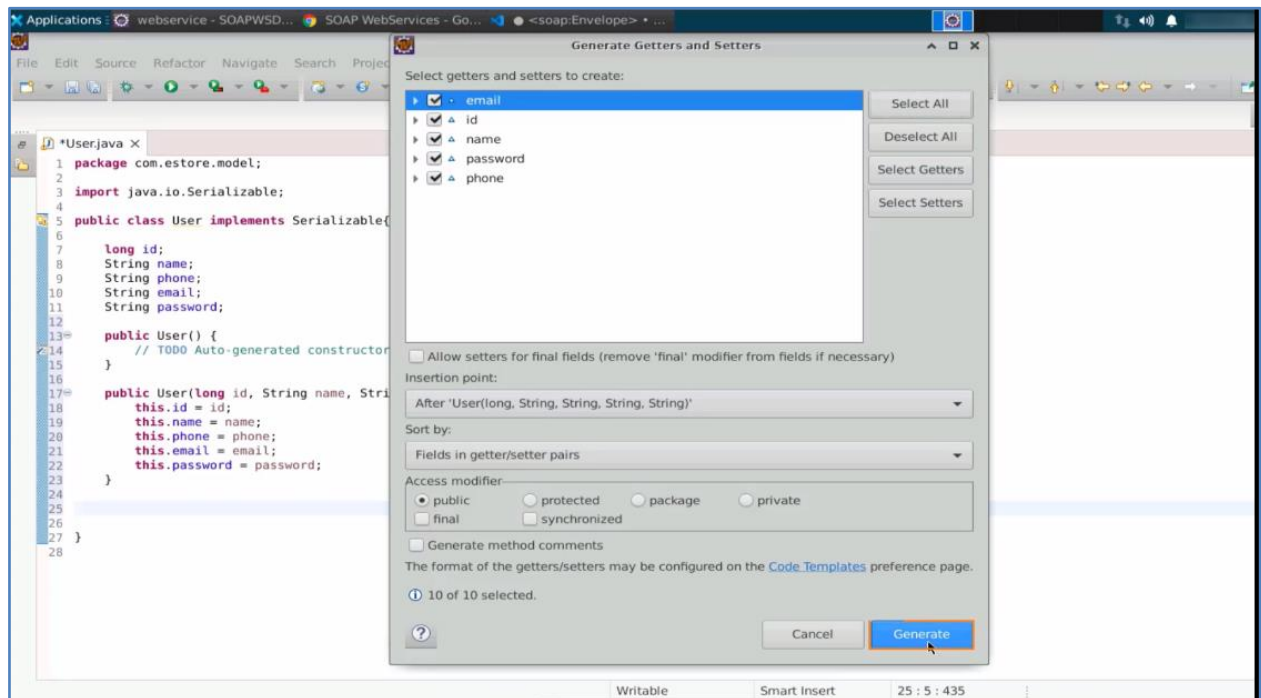 Applications : webservice - SOAPWSD... SOAP WebServices - Go... <soap:Envelope> • ...
Generate Getters and Setters
File Edit Source Refactor Navigate Search Projec
Select getters and setters to create:
email
id
name
password
phone
Select All
Deselect All
Select Getters
Select Setters
*User.java
1 package com.estore.model;
2
3 import java.io.Serializable;
4
5 public class User implements Serializable{
6
7 long id;
8 String name;
9 String phone;
10 String email;
11 String password;
12
13 public User() {
14 // TODO Auto-generated constructor
15 }
16
17 public User(long id, String name, Stri
18 this.id = id;
19 this.name = name;
20 this.phone = phone;
21 this.email = email;
22 this.password = password;
23 }
24
25
26
27 }
28
Allow setters for final fields (remove 'final' modifier from fields if necessary)
Insertion point:
After 'User(long, String, String, String, String)'
Sort by:
Fields in getter/setter pairs
Access modifier
public protected package private
final synchronized
Generate method comments
The format of the getters/setters may be configured on the Code Templates preference page.
10 of 10 selected.
?
Cancel
Generate
Writable Smart Insert 25 : 5 : 435